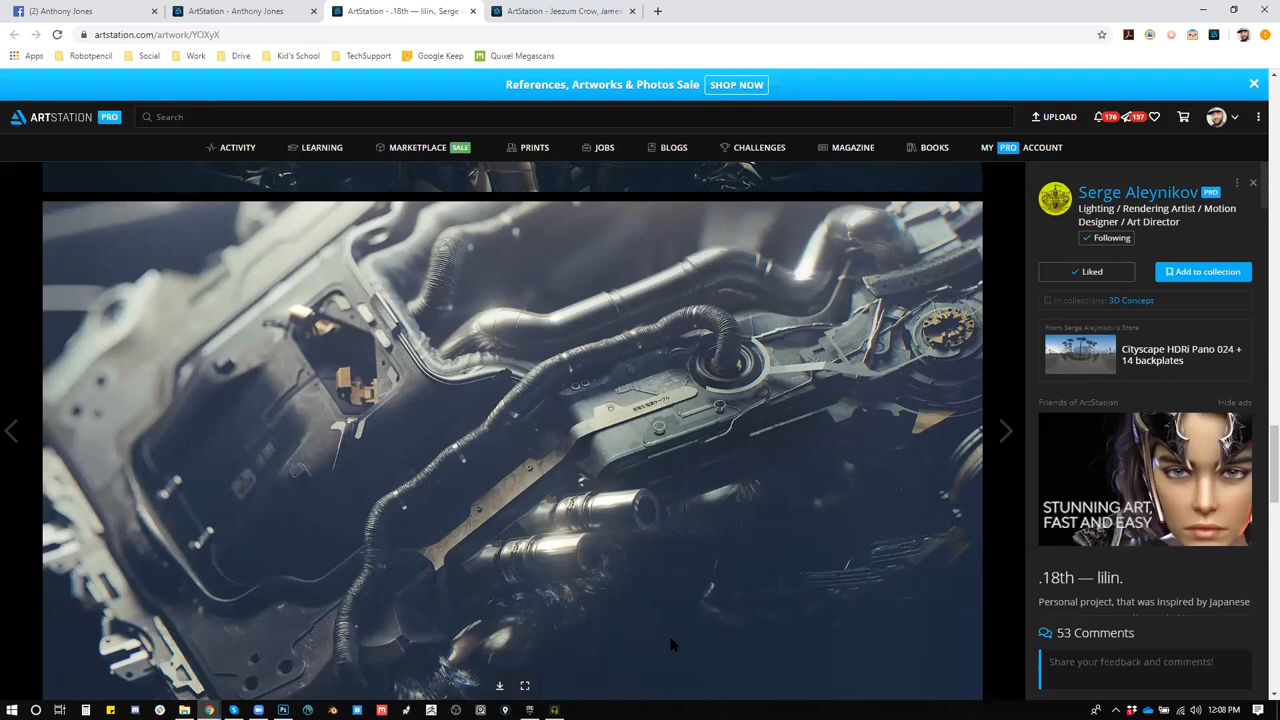 (2) Anthony Jones
ArtStation - Anthony Jones
ArtStation - .18th — lilin., Serge A
ArtStation - Jeezum Crow, James
artstation.com/artwork/YOXyX
Apps
Robotpencil
Social
Work
Drive
Kid's School
TechSupport
Google Keep
Quixel Megascans
References, Artworks & Photos Sale
SHOP NOW
ARTSTATION PRO
Search
UPLOAD
176
157
ACTIVITY
LEARNING
MARKETPLACE SALE
PRINTS
JOBS
BLOGS
CHALLENGES
MAGAZINE
BOOKS
MY PRO ACCOUNT
Serge Aleynikov PRO
Lighting / Rendering Artist / Motion
Designer / Art Director
Following
Liked
Add to collection
In collections: 3D Concept
From Serge Aleynikov's Store
Cityscape HDRi Pano 024 +
14 backplates
Friends of ArtStation
Hide ads
STUNNING ART,
FAST AND EASY
.18th — lilin.
Personal project, that was inspired by Japanese
53 Comments
Share your feedback and comments!
12:08 PM